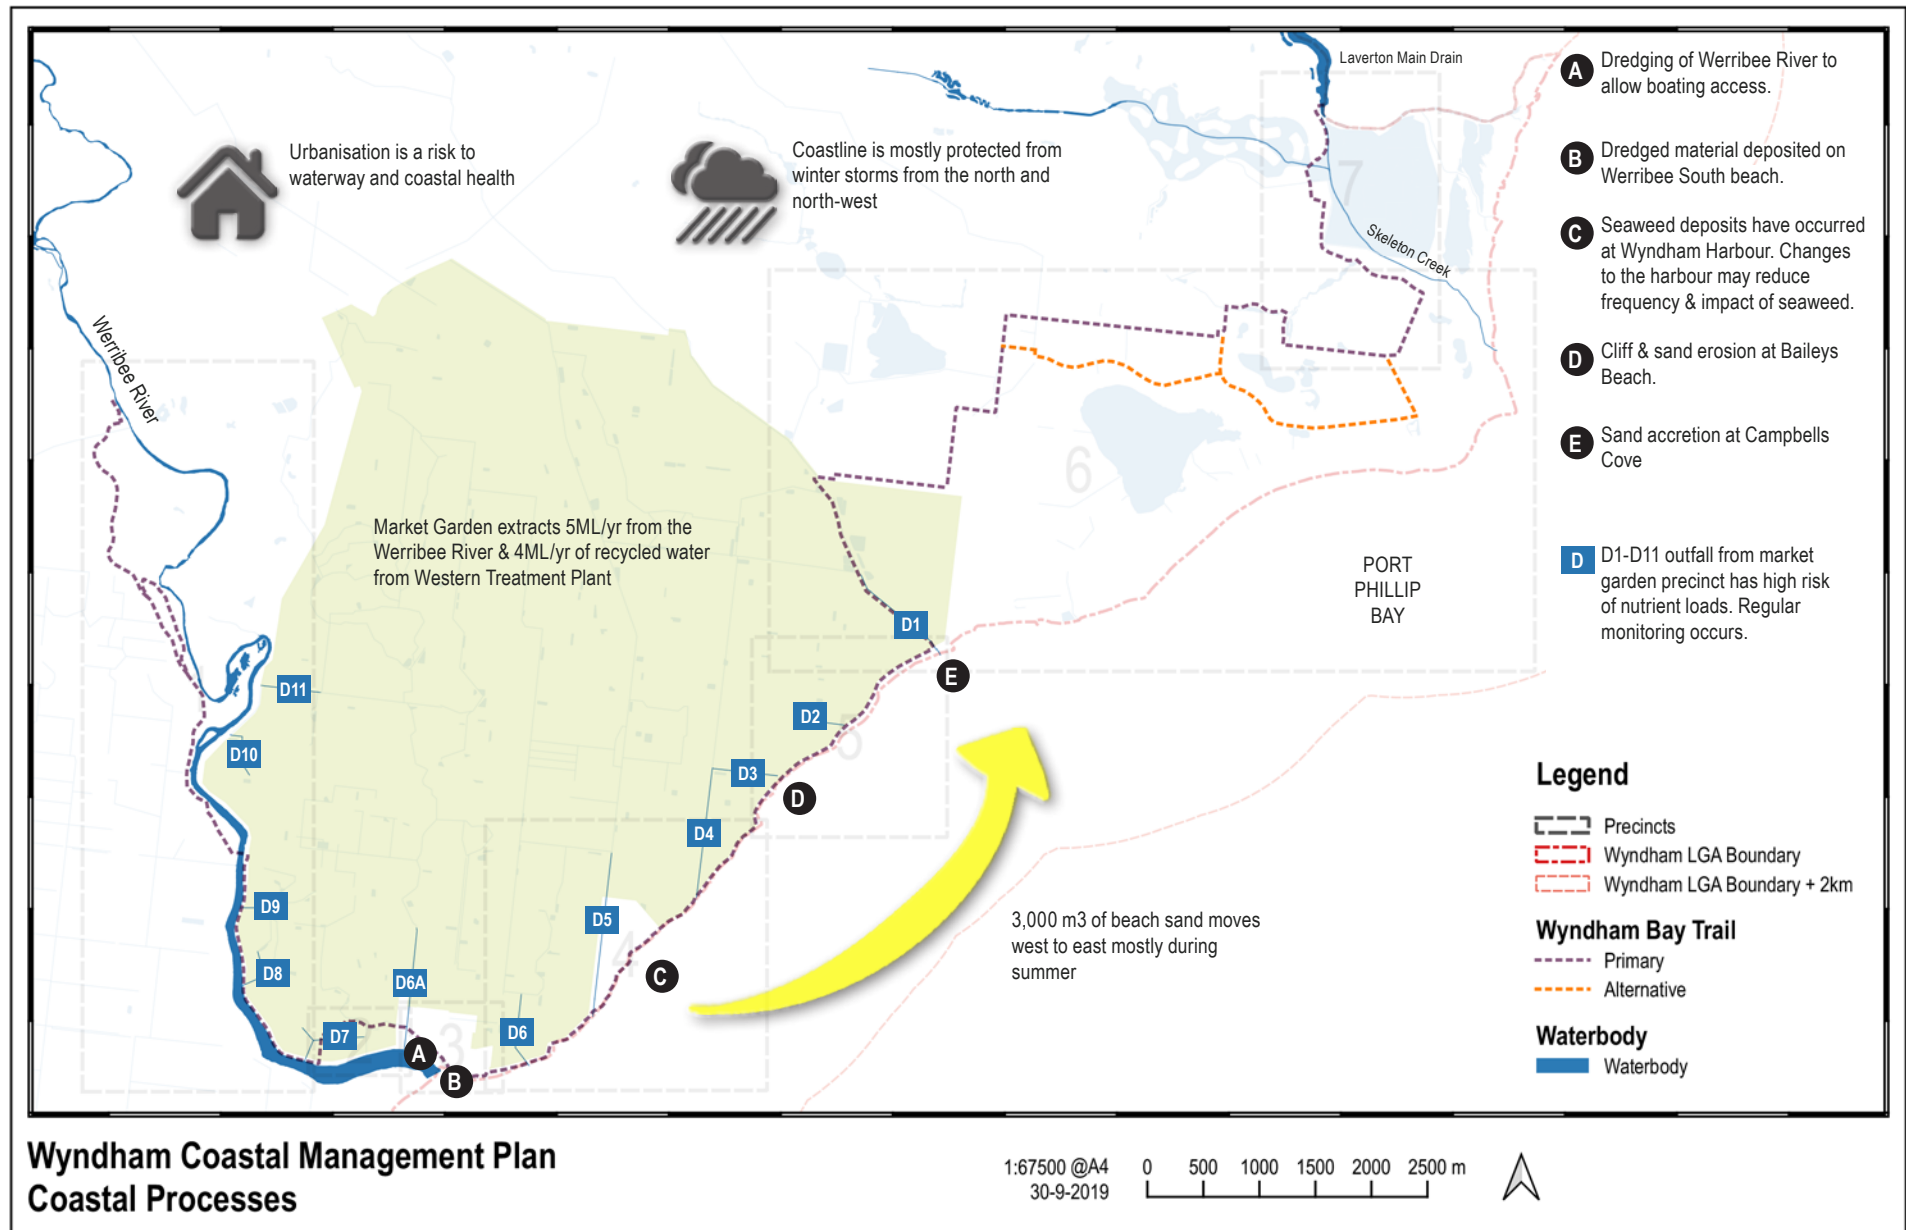 Laverton Main Drain
Urbanisation is a risk to
waterway and coastal health
Coastline is mostly protected from
winter storms from the north and
north-west
7
Skeleton Creek
Werribee River
6
Market Garden extracts 5ML/yr from the
Werribee River & 4ML/yr of recycled water
from Western Treatment Plant
PORT
PHILLIP
BAY
D1
E
D11
D2
5
D10
D3
D
D4
D9
D5
4
C
D8
D6A
3,000 m3 of beach sand moves
west to east mostly during
summer
D7
D6
A
3
B
A Dredging of Werribee River to
allow boating access.
B Dredged material deposited on
Werribee South beach.
C Seaweed deposits have occurred
at Wyndham Harbour. Changes
to the harbour may reduce
frequency & impact of seaweed.
D Cliff & sand erosion at Baileys
Beach.
E Sand accretion at Campbells
Cove
D D1-D11 outfall from market
garden precinct has high risk
of nutrient loads. Regular
monitoring occurs.
Legend
Precincts
Wyndham LGA Boundary
Wyndham LGA Boundary + 2km
Wyndham Bay Trail
Primary
Alternative
Waterbody
Waterbody
Wyndham Coastal Management Plan
Coastal Processes
1:67500 @A4
30-9-2019
0 500 1000 1500 2000 2500 m